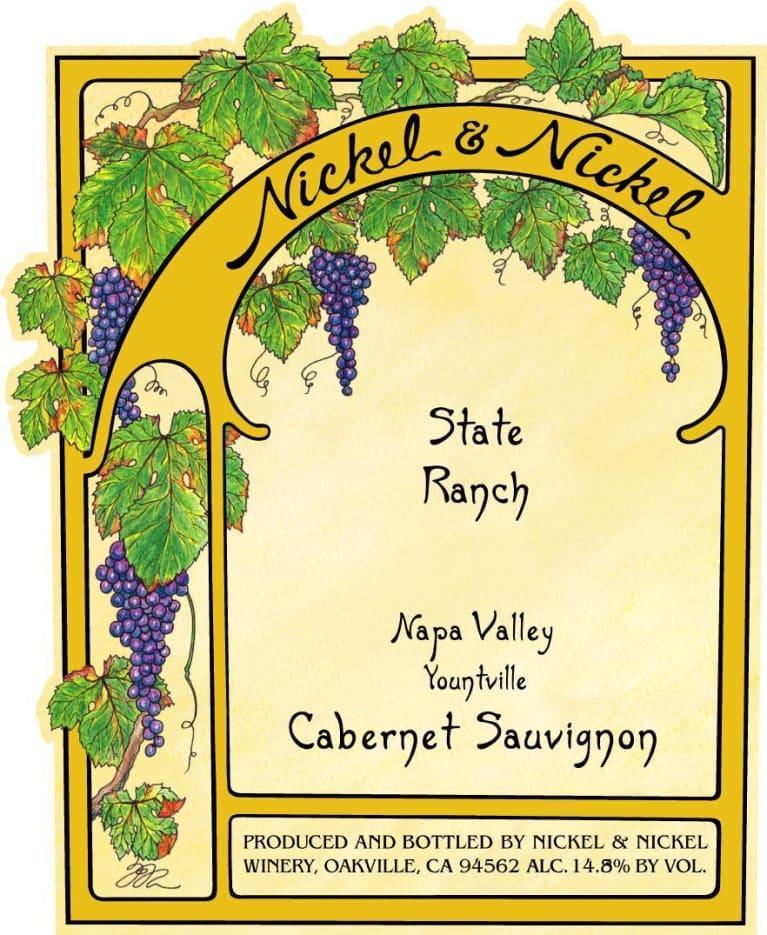 Nickel & Nickel
State
Ranch
Napa Valley
Yountville
Cabernet Sauvignon
PRODUCED AND BOTTLED BY NICKEL & NICKEL
WINERY, OAKVILLE, CA 94562 ALC. 14.8% BY VOL.